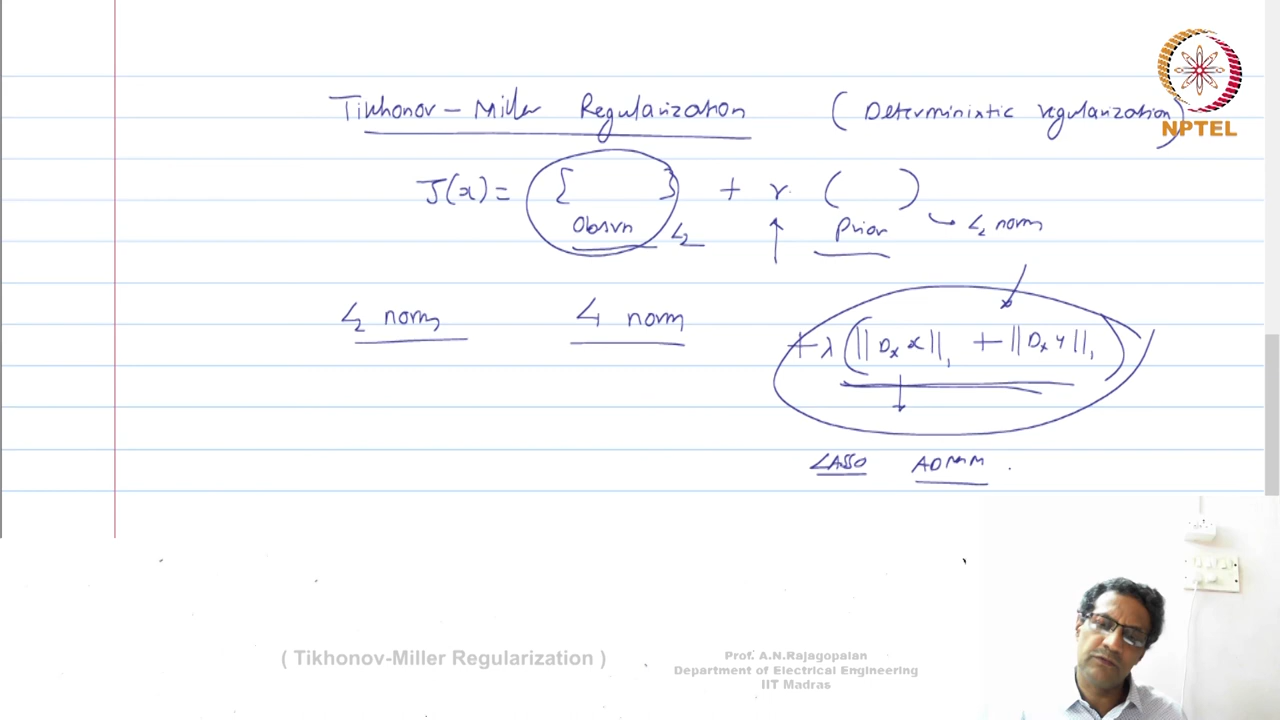 Tikhonov - Miller Regularization ( Deterministic regularization )
NPTEL
J(x) = { } + r ( )
Obsvn L2 Prior L2 norm
L2 norm L1 norm + λ ( || Dx x ||1 + || Dx y ||1 )
LASSO ADMM .
( Tikhonov-Miller Regularization )
Prof. A.N.Rajagopalan
Department of Electrical Engineering
IIT Madras